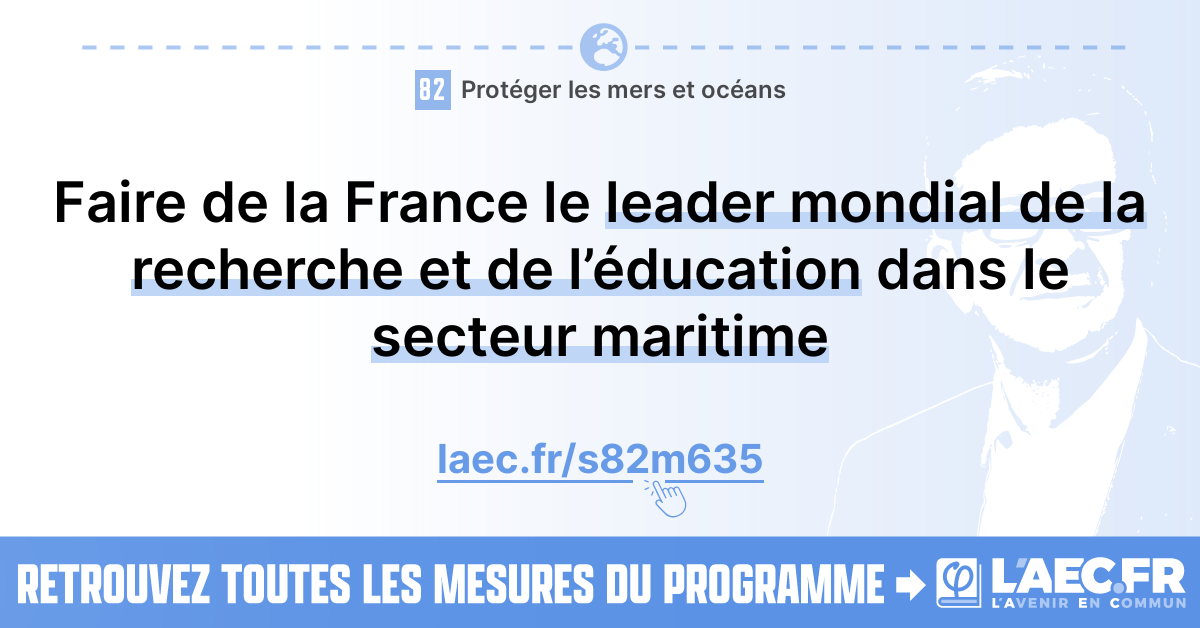 82 Protéger les mers et océans
Faire de la France le leader mondial de la
recherche et de l’éducation dans le
secteur maritime
laec.fr/s82m635
RETROUVEZ TOUTES LES MESURES DU PROGRAMME
L'AEC.FR
L'AVENIR EN COMMUN